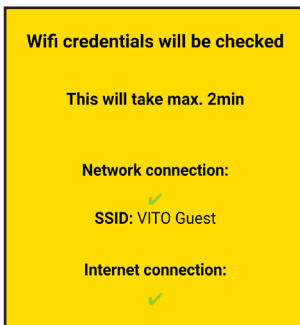 Wifi credentials will be checked
This will take max. 2min
Network connection:
✔
SSID: VITO Guest
Internet connection:
✔